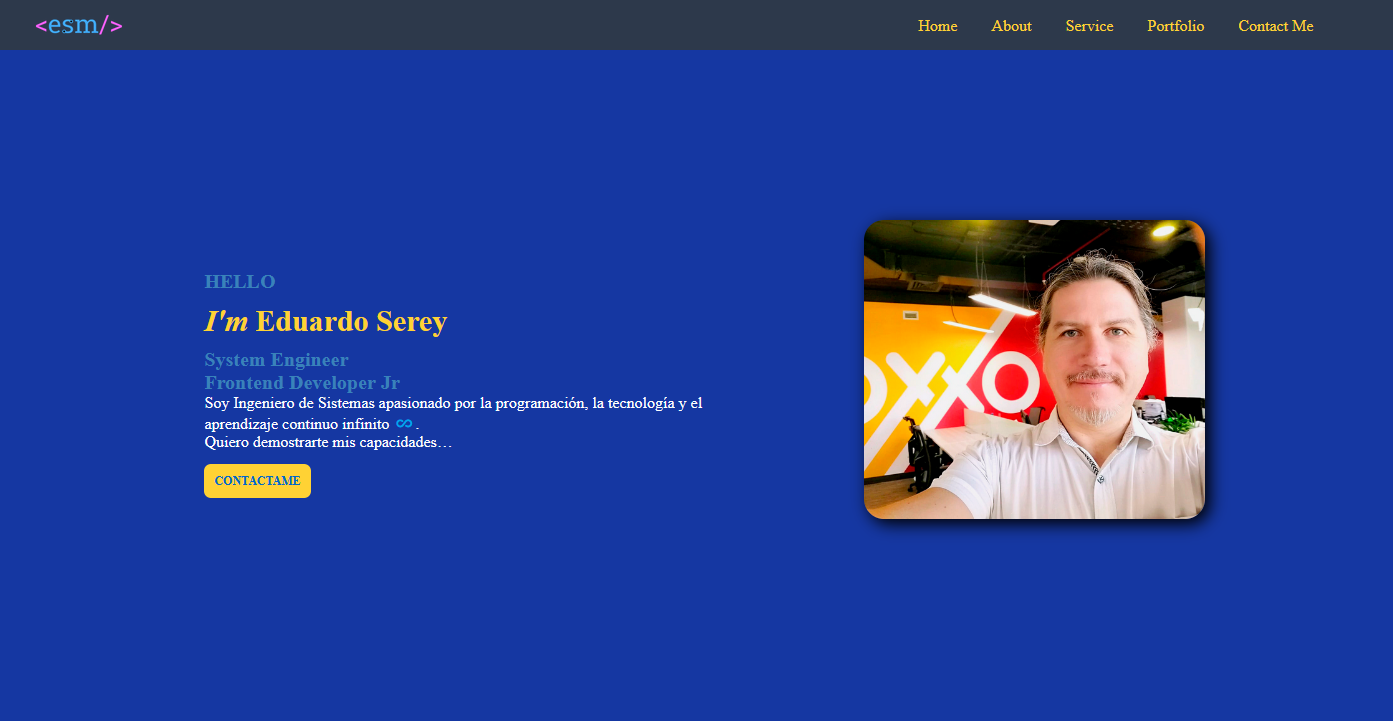 <esm/>
Home About Service Portfolio Contact Me
HELLO
I'm Eduardo Serey
System Engineer
Frontend Developer Jr
Soy Ingeniero de Sistemas apasionado por la programación, la tecnología y el
aprendizaje continuo infinito ∞ .
Quiero demostrarte mis capacidades…
CONTACTAME
OXXO